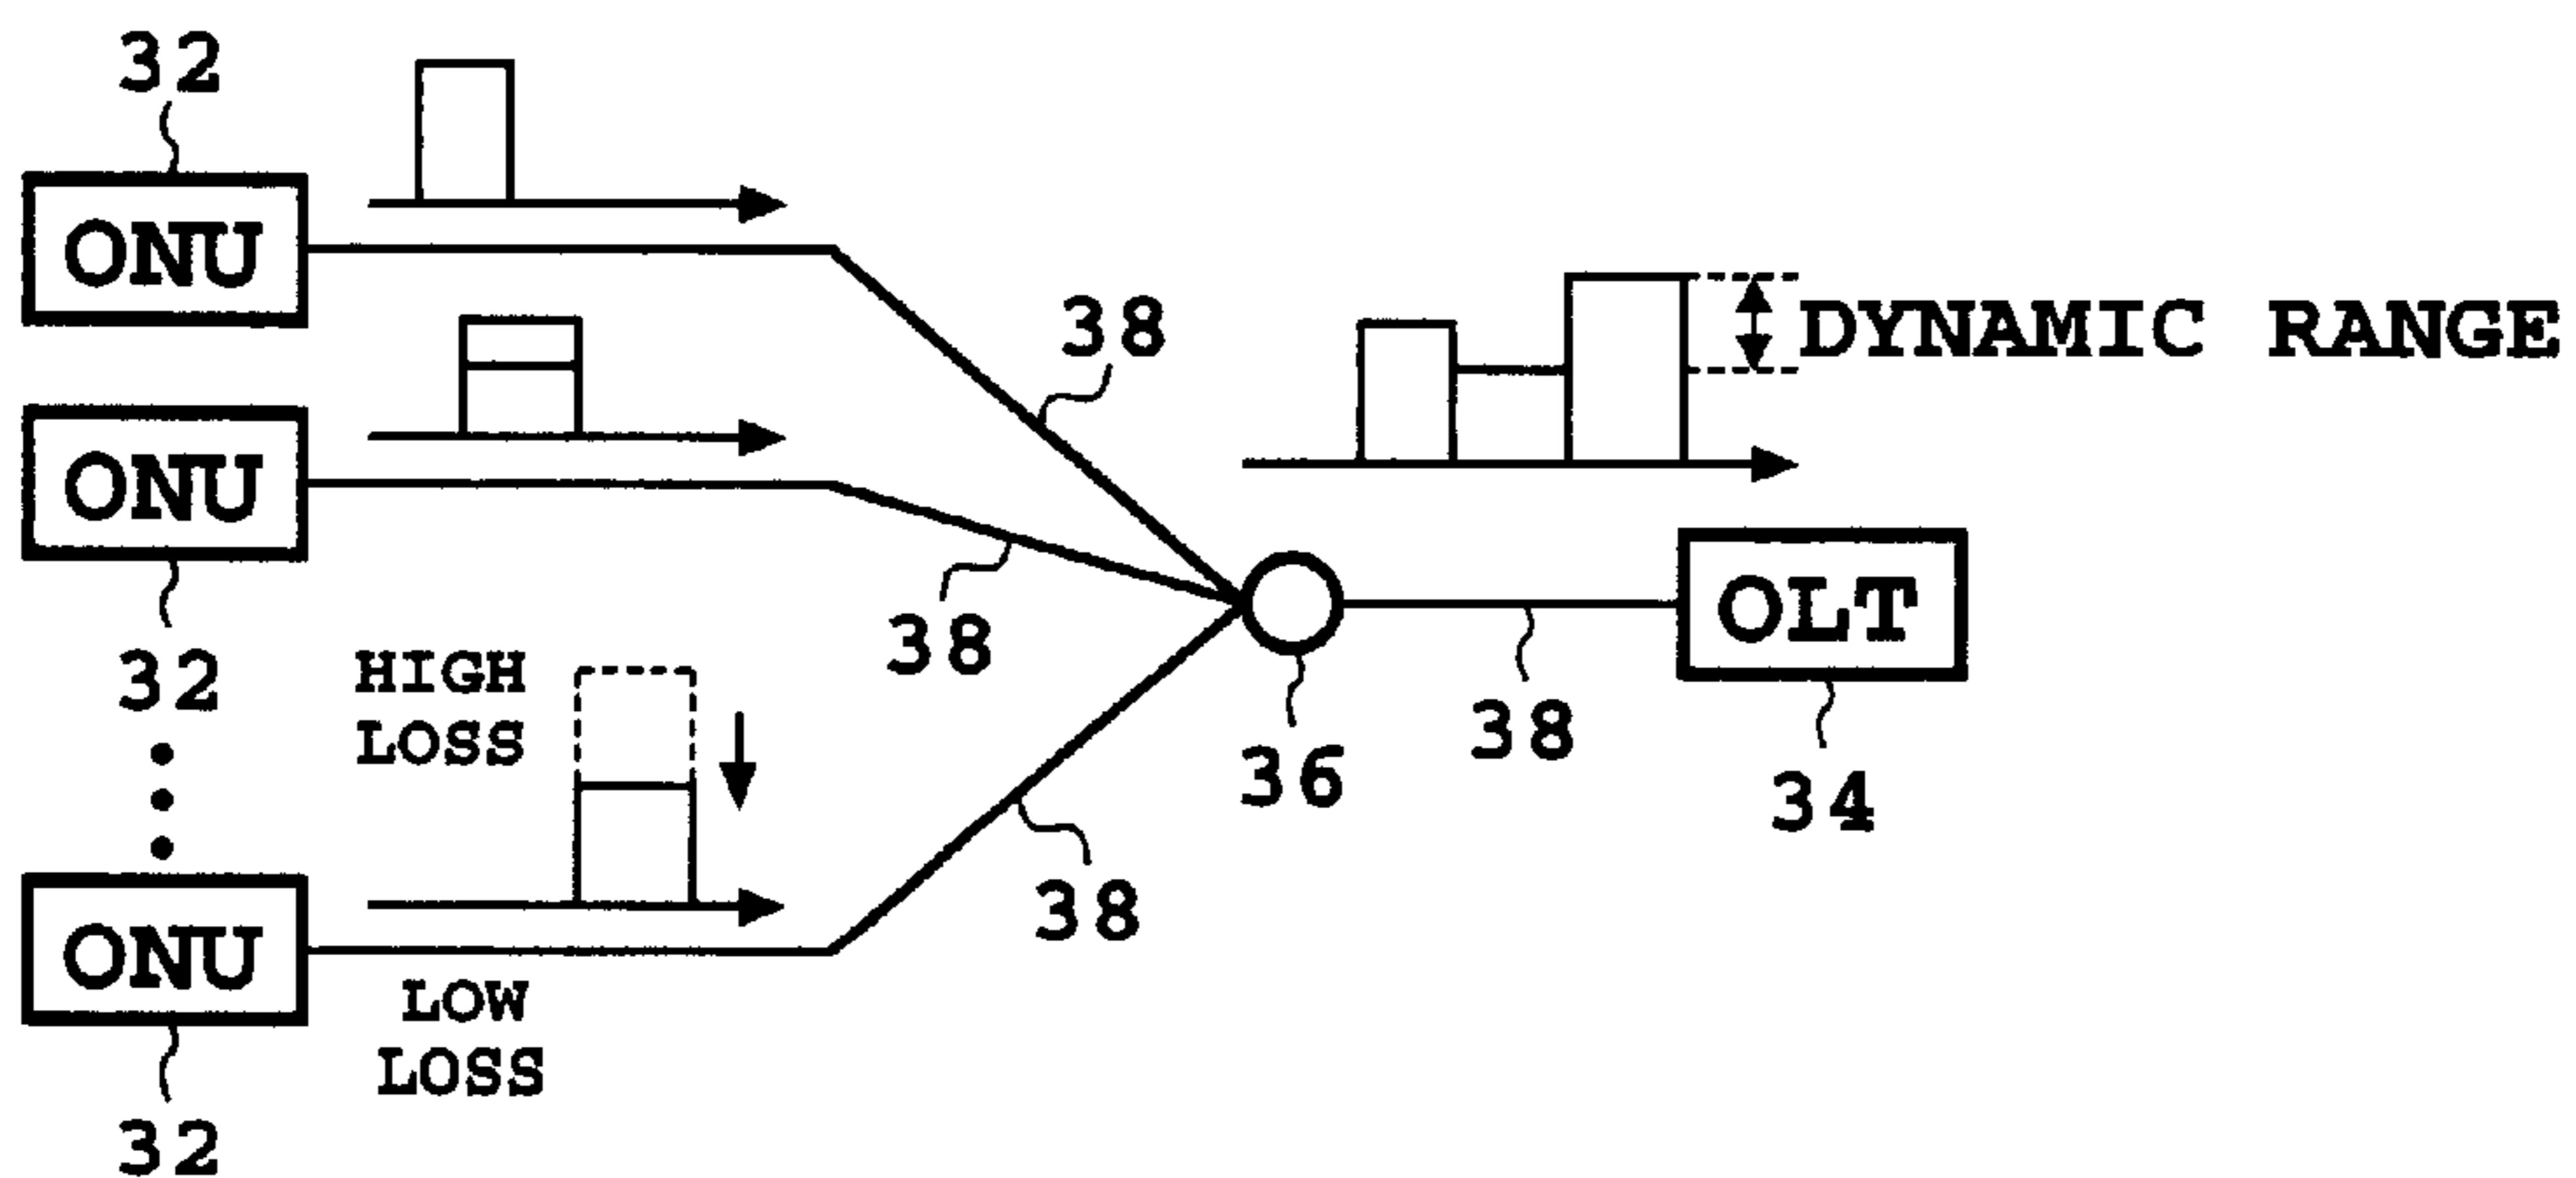 32
ONU
38
DYNAMIC RANGE
ONU
32
38
OLT
HIGH
LOSS
38
36
34
38
ONU
LOW
LOSS
32